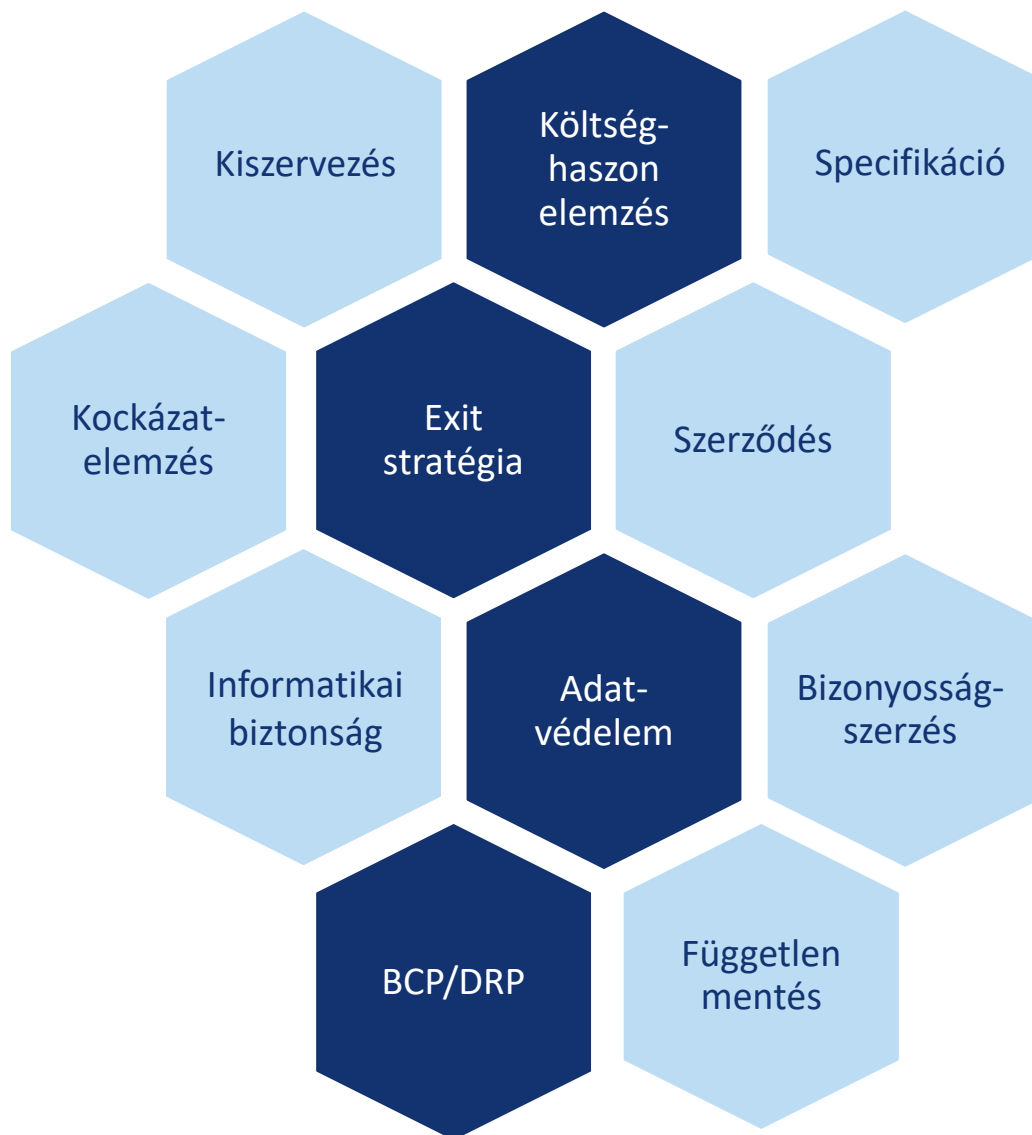 Kiszervezés
Költség-
haszon
elemzés
Specifikáció
Kockázat-
elemzés
Exit
stratégia
Szerződés
Informatikai
biztonság
Adat-
védelem
Bizonyosság-
szerzés
BCP/DRP
Független
mentés